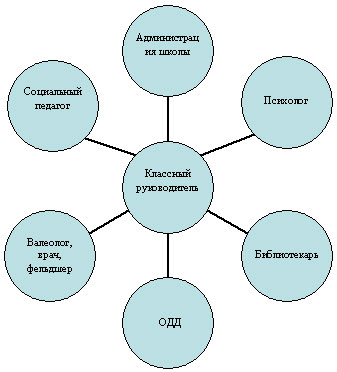 Администрац
ия школы
Социальный
педагог
Психолог
Классный
руководитель
Валеолог,
врач,
фельдшер
Библиотекарь
ОДД